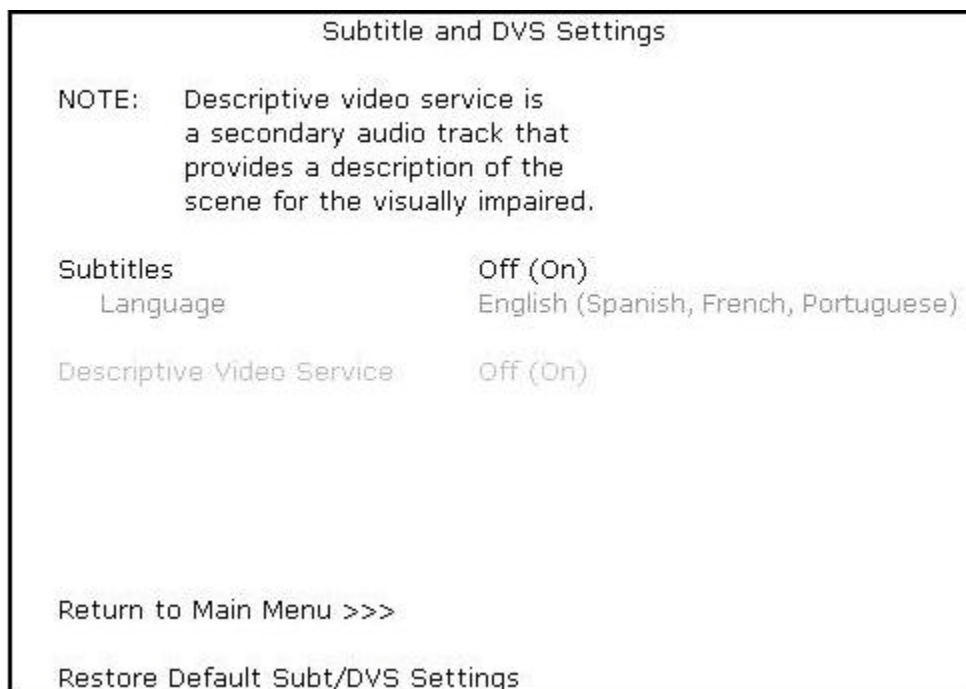 Subtitle and DVS Settings
NOTE: Descriptive video service is
a secondary audio track that
provides a description of the
scene for the visually impaired.
Subtitles Off (On)
Language English (Spanish, French, Portuguese)
Descriptive Video Service Off (On)
Return to Main Menu >>>
Restore Default Subt/DVS Settings